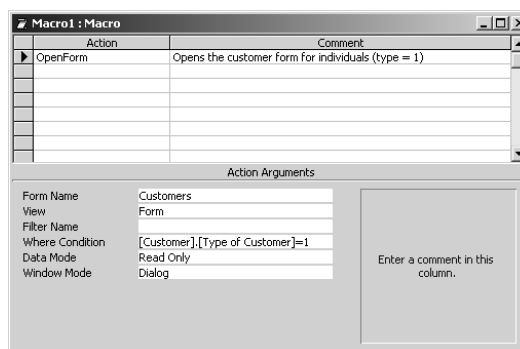 Macro1 : Macro
Action Comment
OpenForm Opens the customer form for individuals (type = 1)
Action Arguments
Form Name Customers
View Form
Filter Name
Where Condition [Customer].[Type of Customer]=1
Data Mode Read Only
Window Mode Dialog
Enter a comment in this
column.